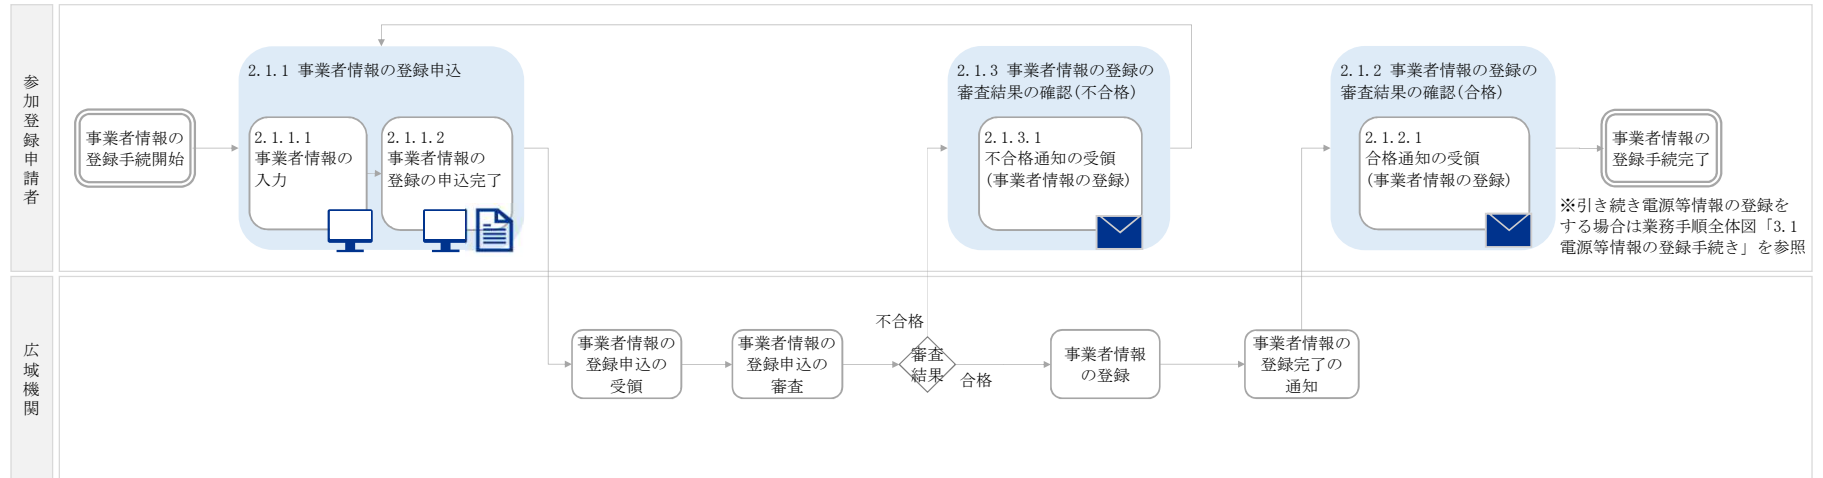 参加登録申請者
事業者情報の
登録手続開始
2.1.1 事業者情報の登録申込
2.1.1.1
事業者情報の
入力
2.1.1.2
事業者情報の
登録の申込完了
2.1.3 事業者情報の登録の
審査結果の確認(不合格)
2.1.3.1
不合格通知の受領
(事業者情報の登録)
2.1.2 事業者情報の登録の
審査結果の確認(合格)
2.1.2.1
合格通知の受領
(事業者情報の登録)
事業者情報の
登録手続完了
※引き続き電源等情報の登録を
する場合は業務手順全体図「3.1
電源等情報の登録手続き」を参照
広域機関
事業者情報の
登録申込の
受領
事業者情報の
登録申込の
審査
不合格
審査
結果
合格
事業者情報
の登録
事業者情報の
登録完了の
通知